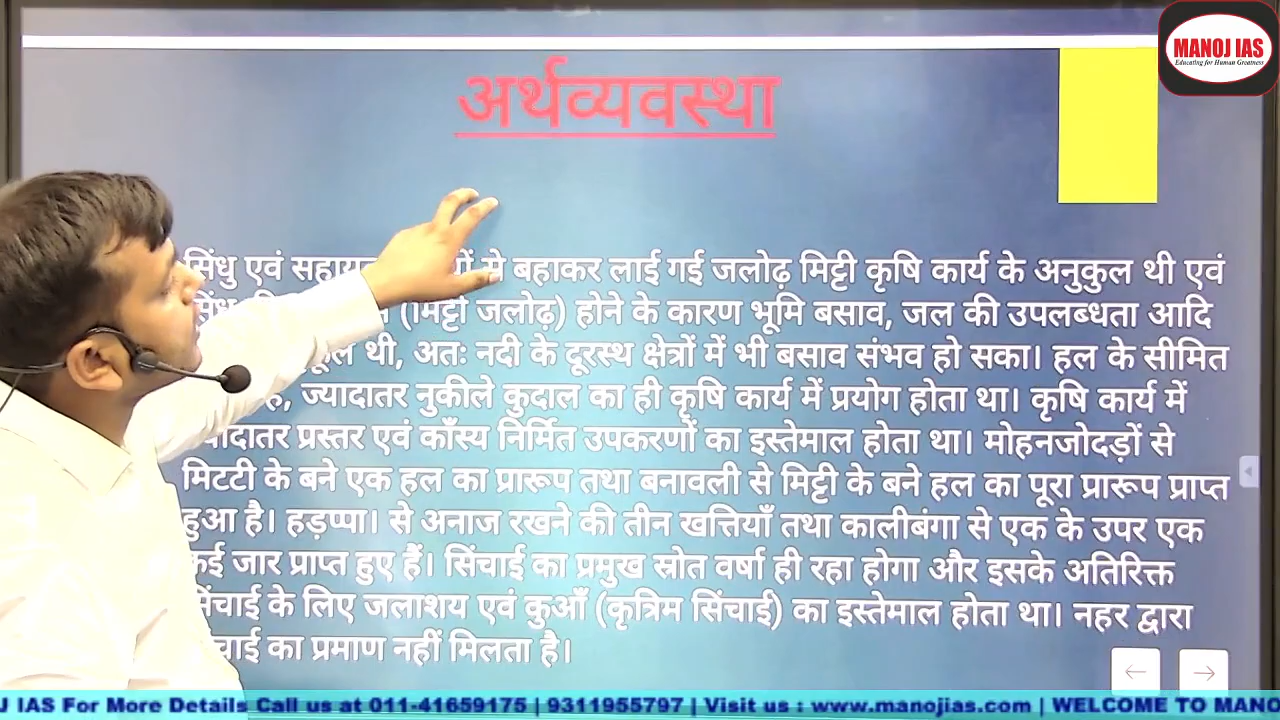 MANOJ IAS
Educating for Human Greatness
अर्थव्यवस्था
सिंधु एवं से बहाकर लाई गई जलोढ़ मिट्टी कृषि कार्य के अनुकुल थी एवं
(मिट्टी जलोढ़) होने के कारण भूमि बसाव, जल की उपलब्धता आदि
थी, अतः नदी के दूरस्थ क्षेत्रों में भी बसाव संभव हो सका। हल के सीमित
ज्यादातर नुकीले कुदाल का ही कृषि कार्य में प्रयोग होता था। कृषि कार्य में
प्रस्तर एवं काँस्य निर्मित उपकरणों का इस्तेमाल होता था। मोहनजोदड़ों से
मिटटी के बने एक हल का प्रारूप तथा बनावली से मिट्टी के बने हल का पूरा प्रारूप प्राप्त
हुआ है। हड़प्पा। से अनाज रखने की तीन खत्तियाँ तथा कालीबंगा से एक के उपर एक
कई जार प्राप्त हुए हैं। सिंचाई का प्रमुख स्रोत वर्षा ही रहा होगा और इसके अतिरिक्त
सिंचाई के लिए जलाशय एवं कुआँ (कृत्रिम सिंचाई) का इस्तेमाल होता था। नहर द्वारा
का प्रमाण नहीं मिलता है।
J IAS For More Details Call us at 011-41659175 | 9311955797 | Visit us : www.manojias.com | WELCOME TO MANO